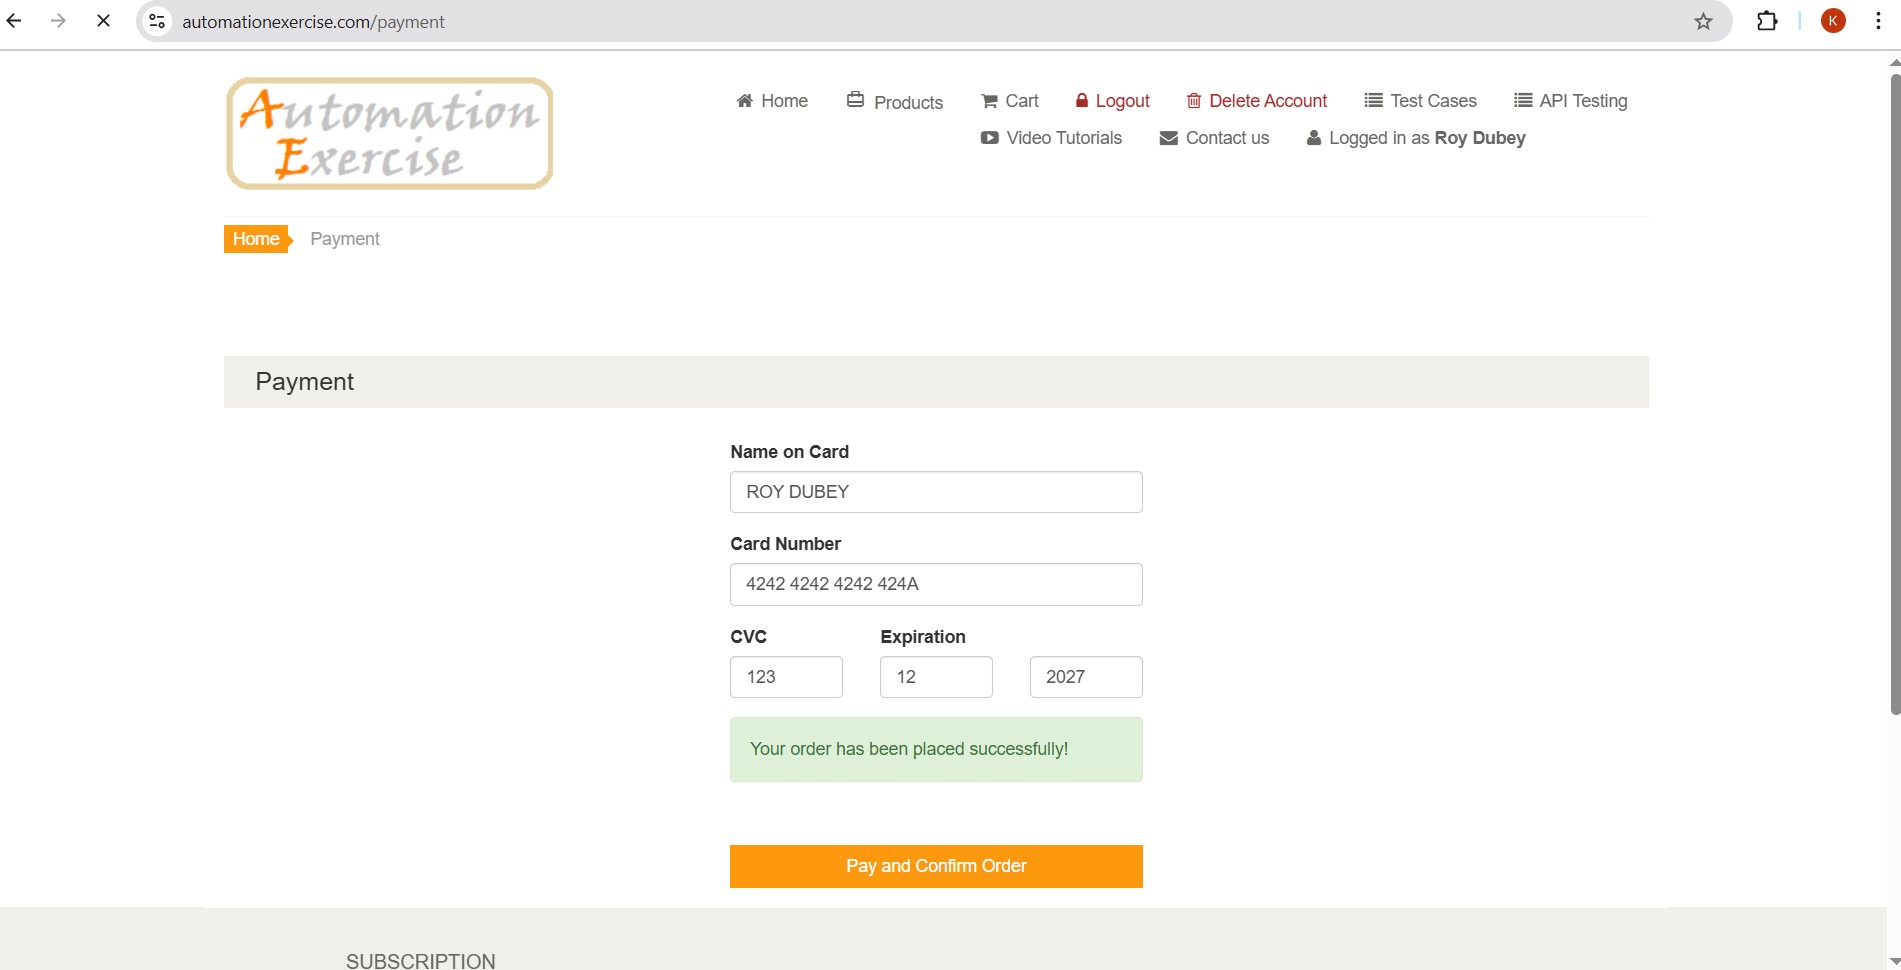 automationexercise.com/payment
K
Automation
Exercise
Home Products Cart Logout Delete Account Test Cases API Testing
Video Tutorials Contact us Logged in as Roy Dubey
Home Payment
Payment
Name on Card
ROY DUBEY
Card Number
4242 4242 4242 424A
CVC Expiration
123 12 2027
Your order has been placed successfully!
Pay and Confirm Order
SUBSCRIPTION